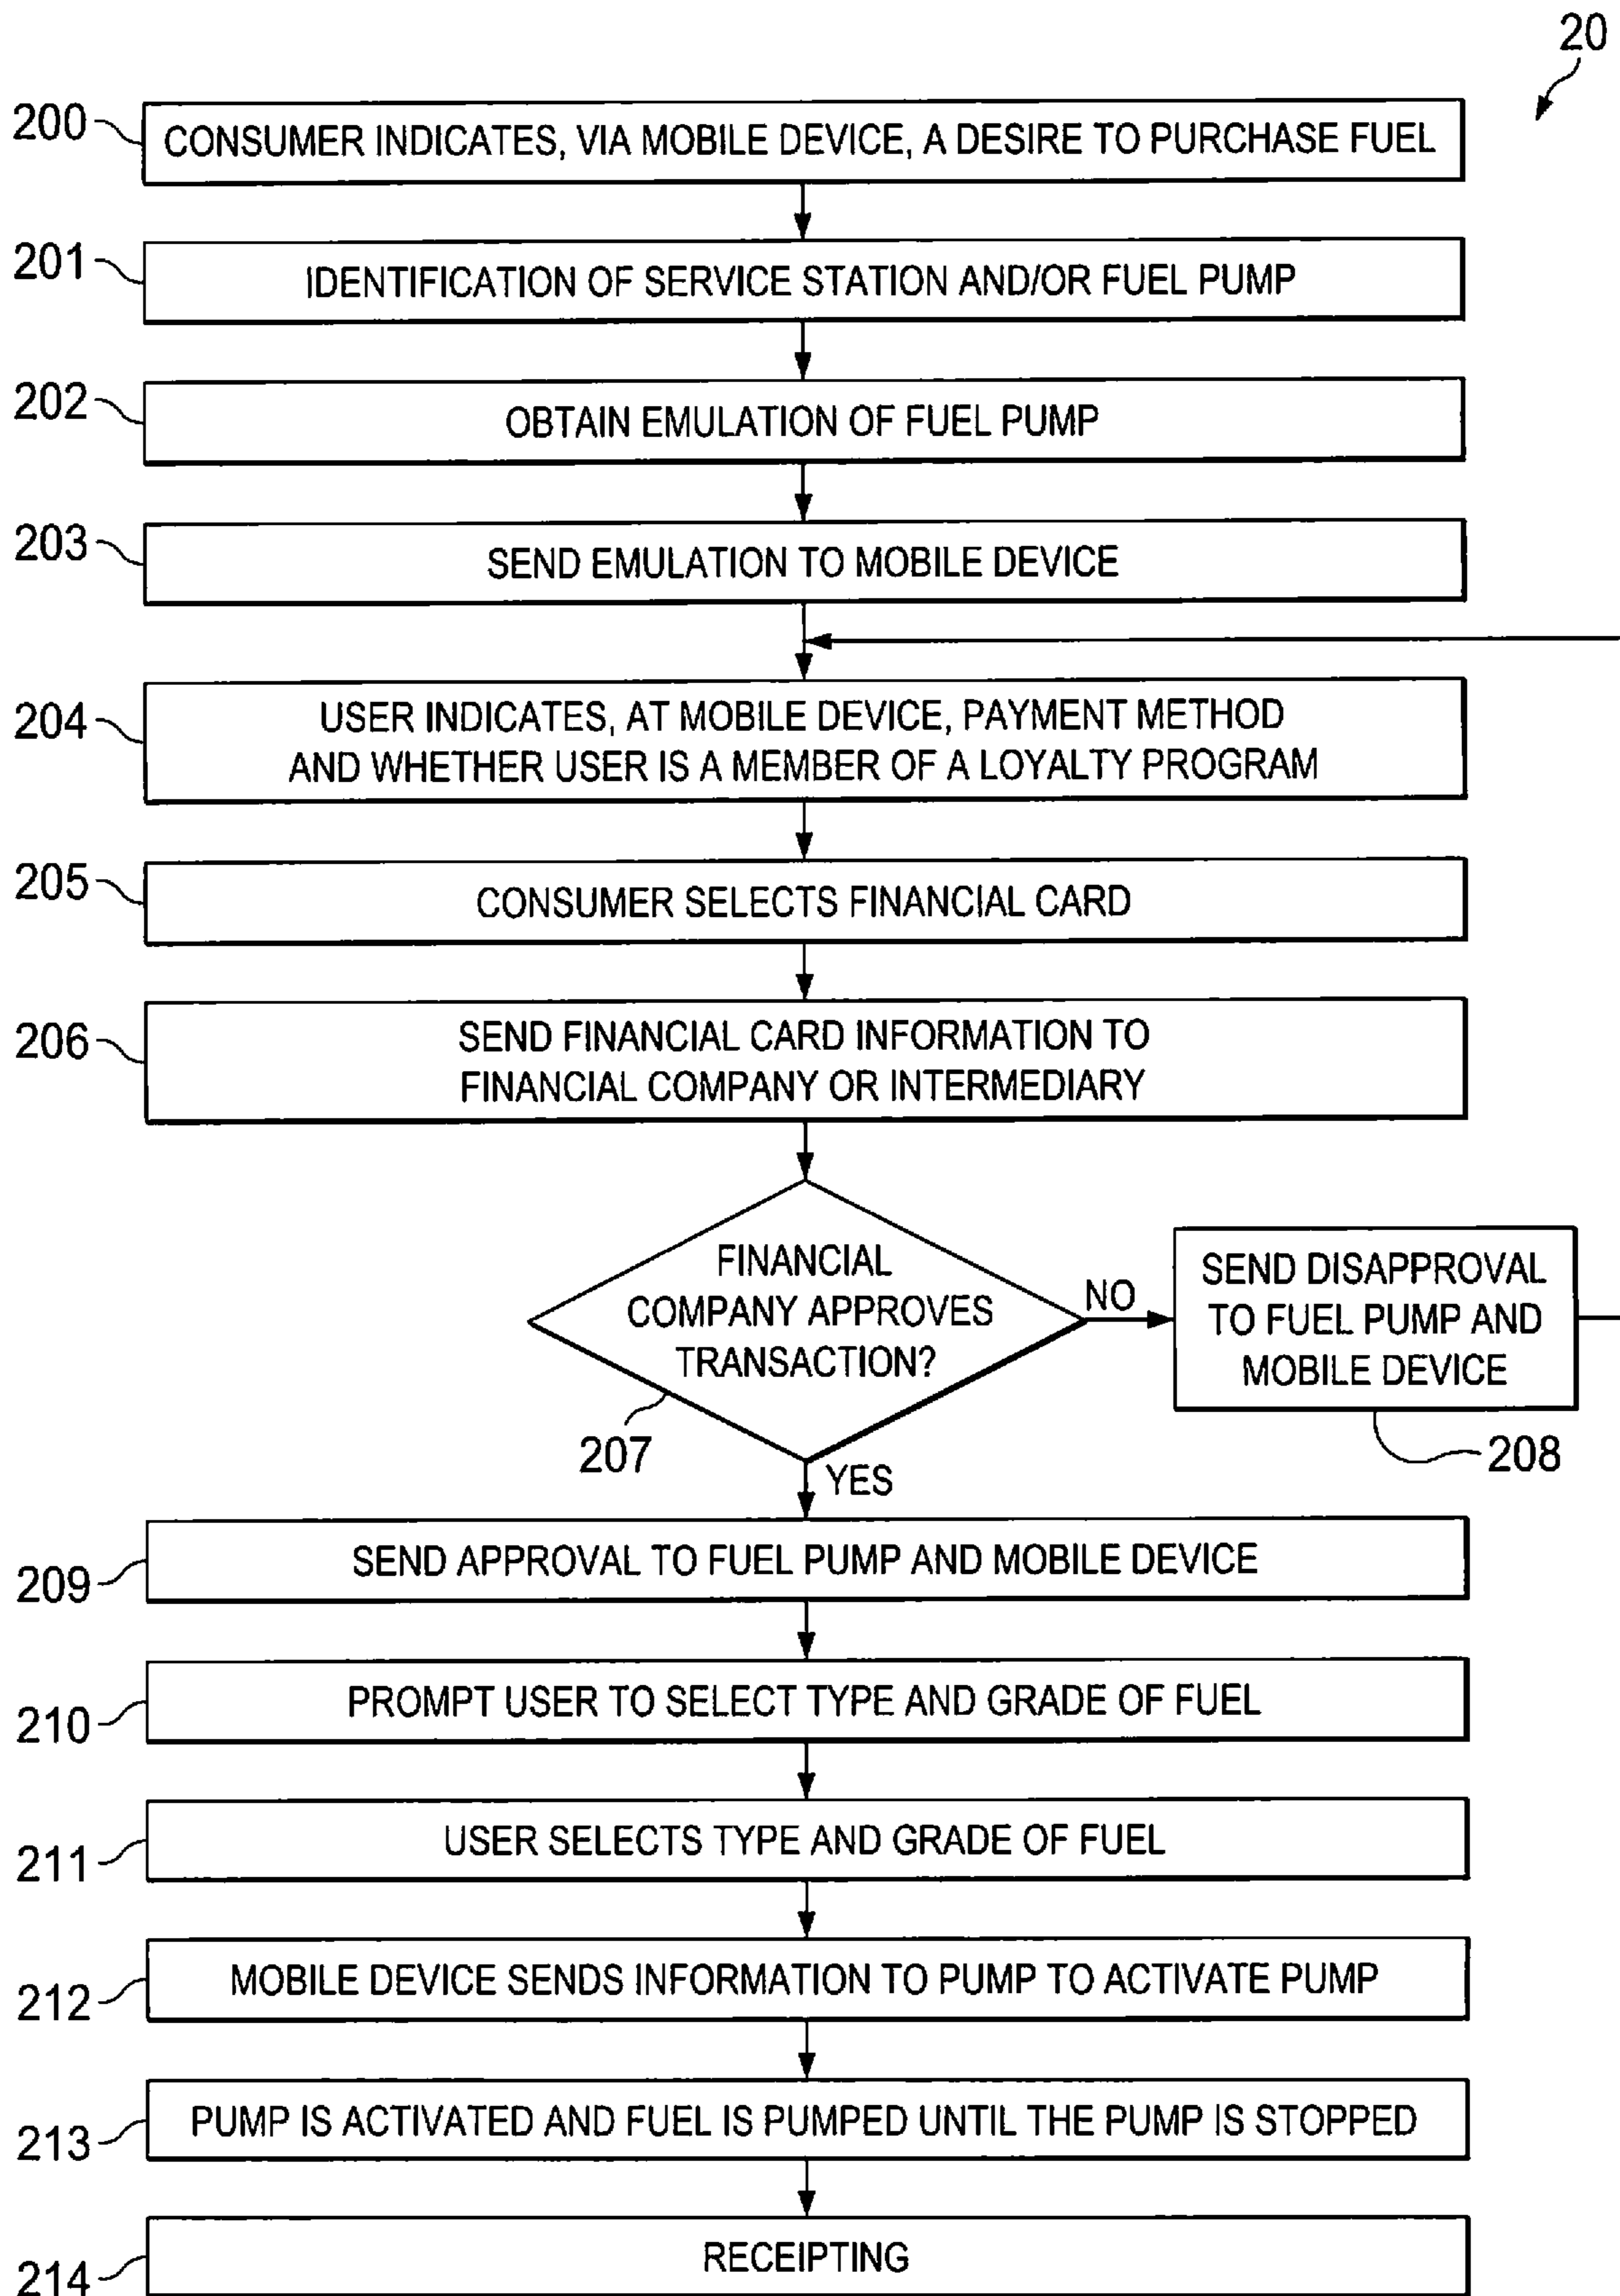 20
200
CONSUMER INDICATES, VIA MOBILE DEVICE, A DESIRE TO PURCHASE FUEL
201
IDENTIFICATION OF SERVICE STATION AND/OR FUEL PUMP
202
OBTAIN EMULATION OF FUEL PUMP
203
SEND EMULATION TO MOBILE DEVICE
204
USER INDICATES, AT MOBILE DEVICE, PAYMENT METHOD
AND WHETHER USER IS A MEMBER OF A LOYALTY PROGRAM
205
CONSUMER SELECTS FINANCIAL CARD
206
SEND FINANCIAL CARD INFORMATION TO
FINANCIAL COMPANY OR INTERMEDIARY
FINANCIAL
COMPANY APPROVES
TRANSACTION?
207
NO
SEND DISAPPROVAL
TO FUEL PUMP AND
MOBILE DEVICE
208
YES
209
SEND APPROVAL TO FUEL PUMP AND MOBILE DEVICE
210
PROMPT USER TO SELECT TYPE AND GRADE OF FUEL
211
USER SELECTS TYPE AND GRADE OF FUEL
212
MOBILE DEVICE SENDS INFORMATION TO PUMP TO ACTIVATE PUMP
213
PUMP IS ACTIVATED AND FUEL IS PUMPED UNTIL THE PUMP IS STOPPED
214
RECEIPTING